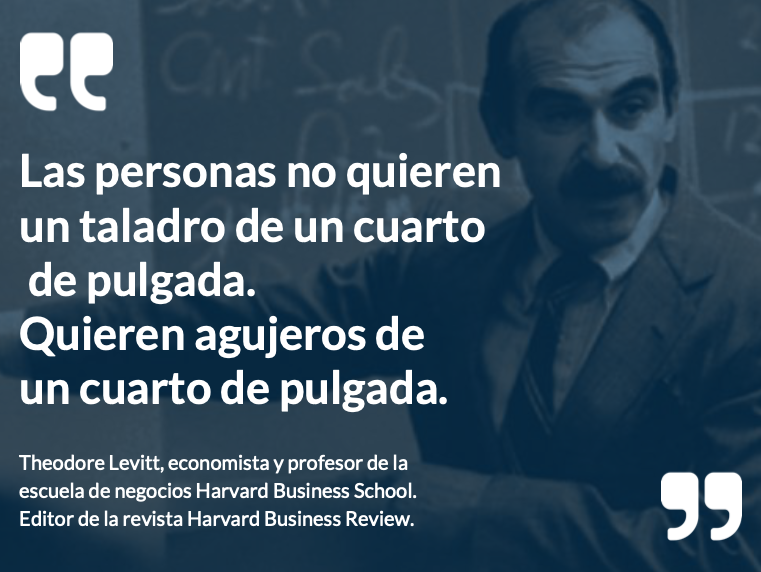 Las personas no quieren
un taladro de un cuarto
de pulgada.
Quieren agujeros de
un cuarto de pulgada.
Theodore Levitt, economista y profesor de la
escuela de negocios Harvard Business School.
Editor de la revista Harvard Business Review.